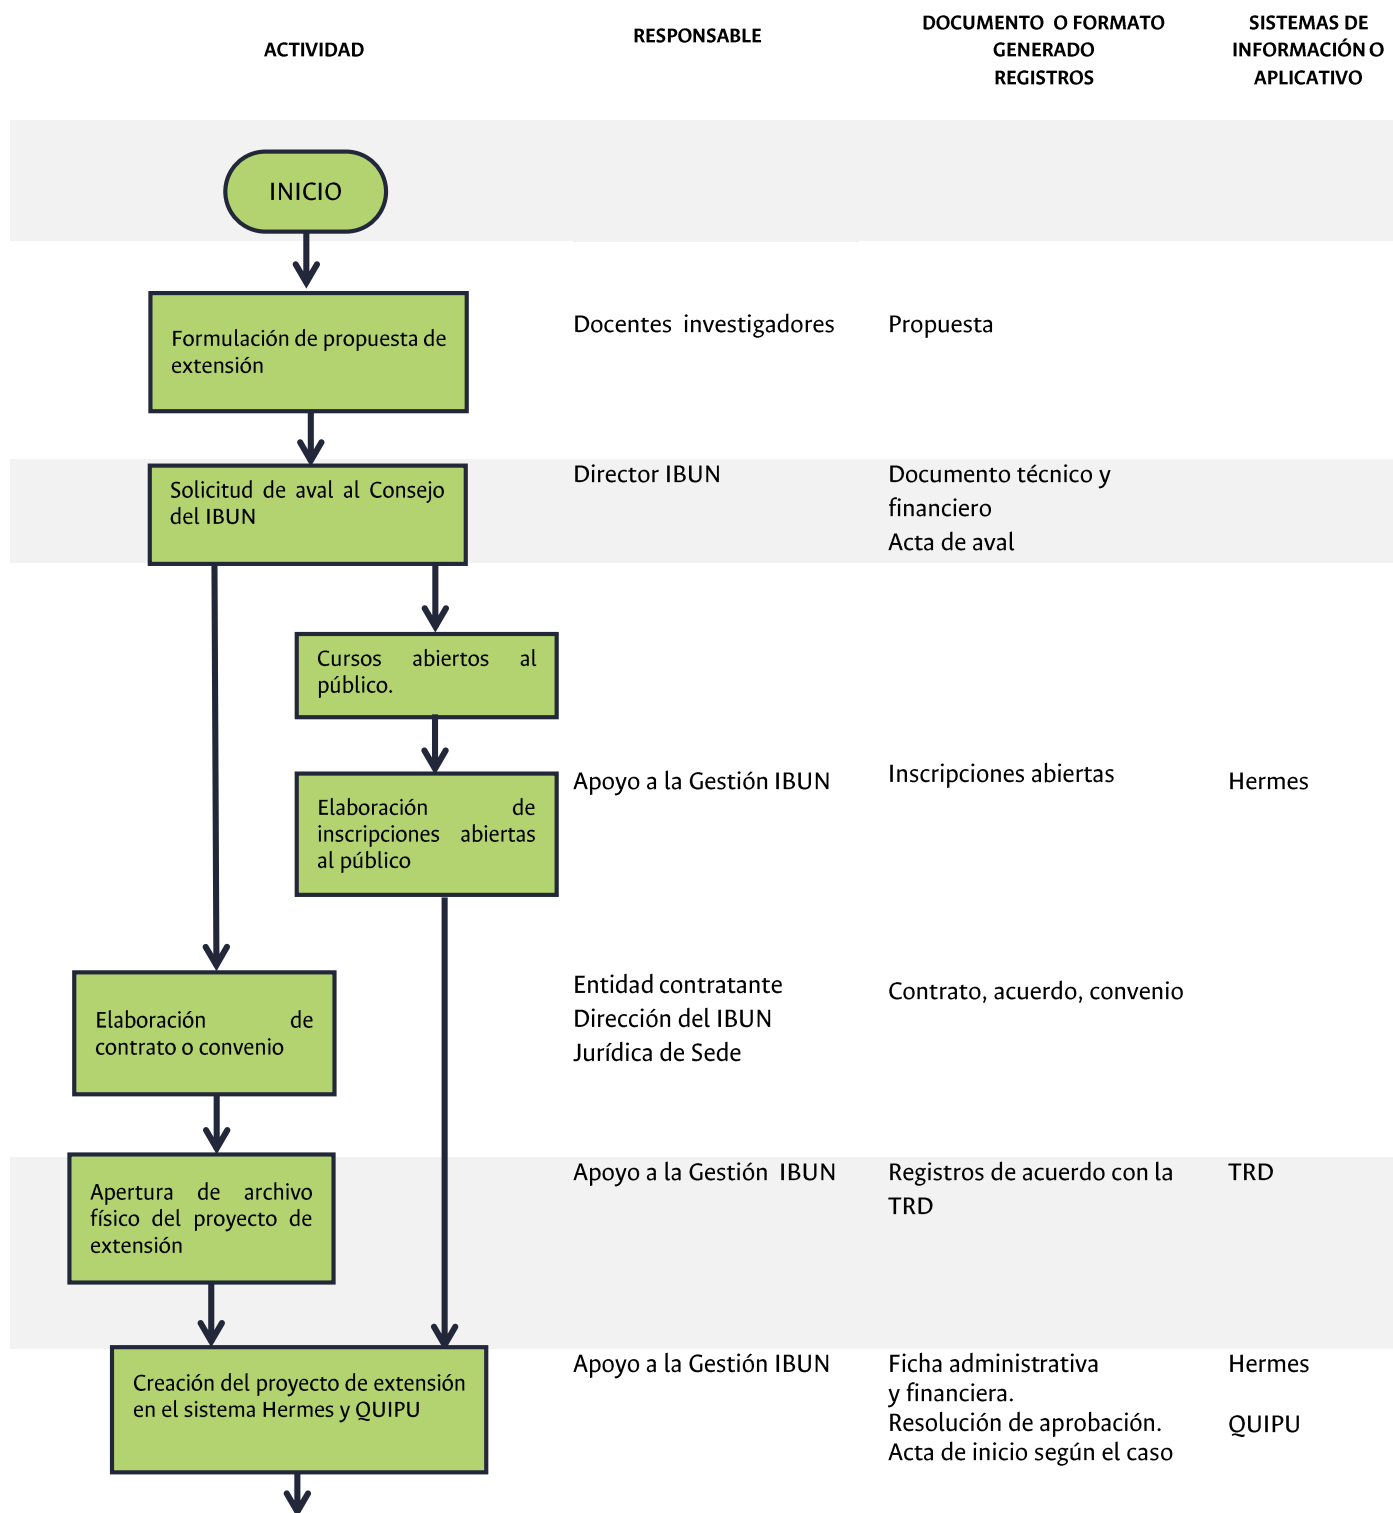 ACTIVIDAD
RESPONSABLE
DOCUMENTO O FORMATO
GENERADO
REGISTROS
SISTEMAS DE
INFORMACIÓN O
APLICATIVO
INICIO
Formulación de propuesta de
extensión
Docentes investigadores
Propuesta
Solicitud de aval al Consejo
del IBUN
Director IBUN
Documento técnico y
financiero
Acta de aval
Cursos abiertos al
público.
Elaboración de
inscripciones abiertas
al público
Apoyo a la Gestión IBUN
Inscripciones abiertas
Hermes
Elaboración de
contrato o convenio
Entidad contratante
Dirección del IBUN
Jurídica de Sede
Contrato, acuerdo, convenio
Apertura de archivo
físico del proyecto de
extensión
Apoyo a la Gestión IBUN
Registros de acuerdo con la
TRD
TRD
Creación del proyecto de extensión
en el sistema Hermes y QUIPU
Apoyo a la Gestión IBUN
Ficha administrativa
y financiera.
Resolución de aprobación.
Acta de inicio según el caso
Hermes
QUIPU